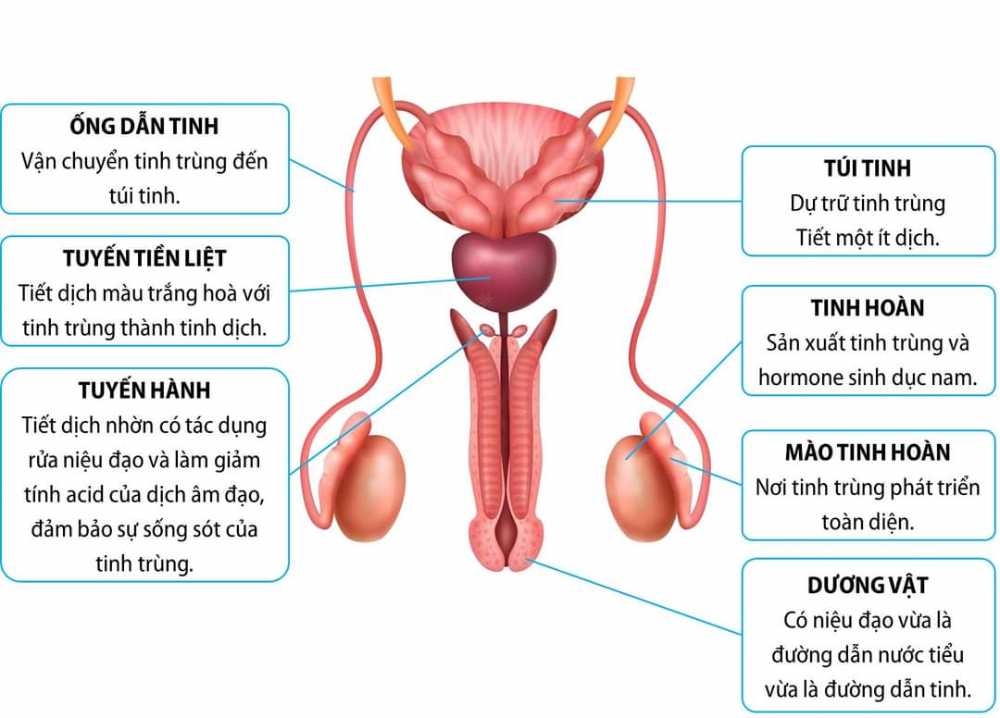 ỐNG DẪN TINH
Vận chuyển tinh trùng đến
túi tinh.
TUYẾN TIỀN LIỆT
Tiết dịch màu trắng hoà với
tinh trùng thành tinh dịch.
TUYẾN HÀNH
Tiết dịch nhờn có tác dụng
rửa niệu đạo và làm giảm
tính acid của dịch âm đạo,
đảm bảo sự sống sót của
tinh trùng.
TÚI TINH
Dự trữ tinh trùng
Tiết một ít dịch.
TINH HOÀN
Sản xuất tinh trùng và
hormone sinh dục nam.
MÀO TINH HOÀN
Nơi tinh trùng phát triển
toàn diện.
DƯƠNG VẬT
Có niệu đạo vừa là
đường dẫn nước tiểu
vừa là đường dẫn tinh.